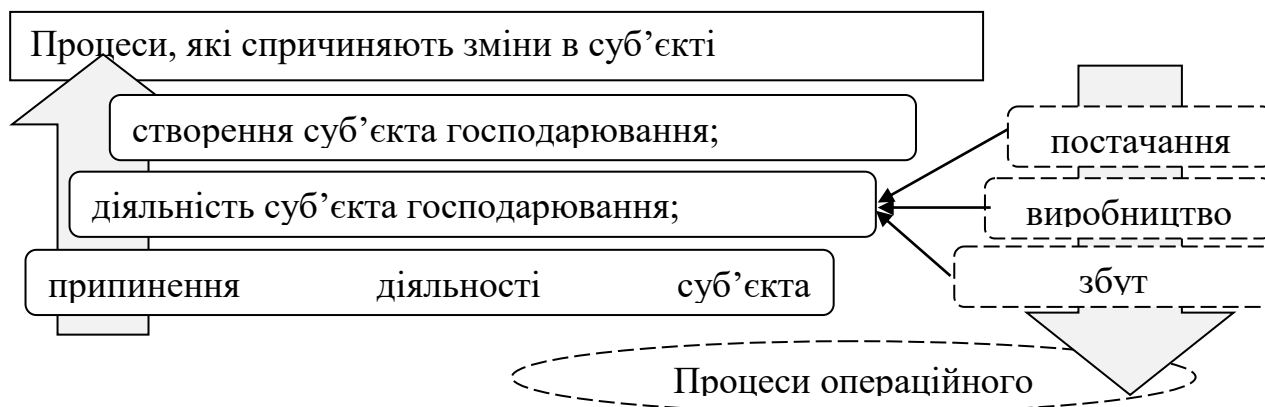 Процеси, які спричиняють зміни в суб’єкті
створення суб’єкта господарювання;
постачання
діяльність суб’єкта господарювання;
виробництво
припинення діяльності суб’єкта
збут
Процеси операційного